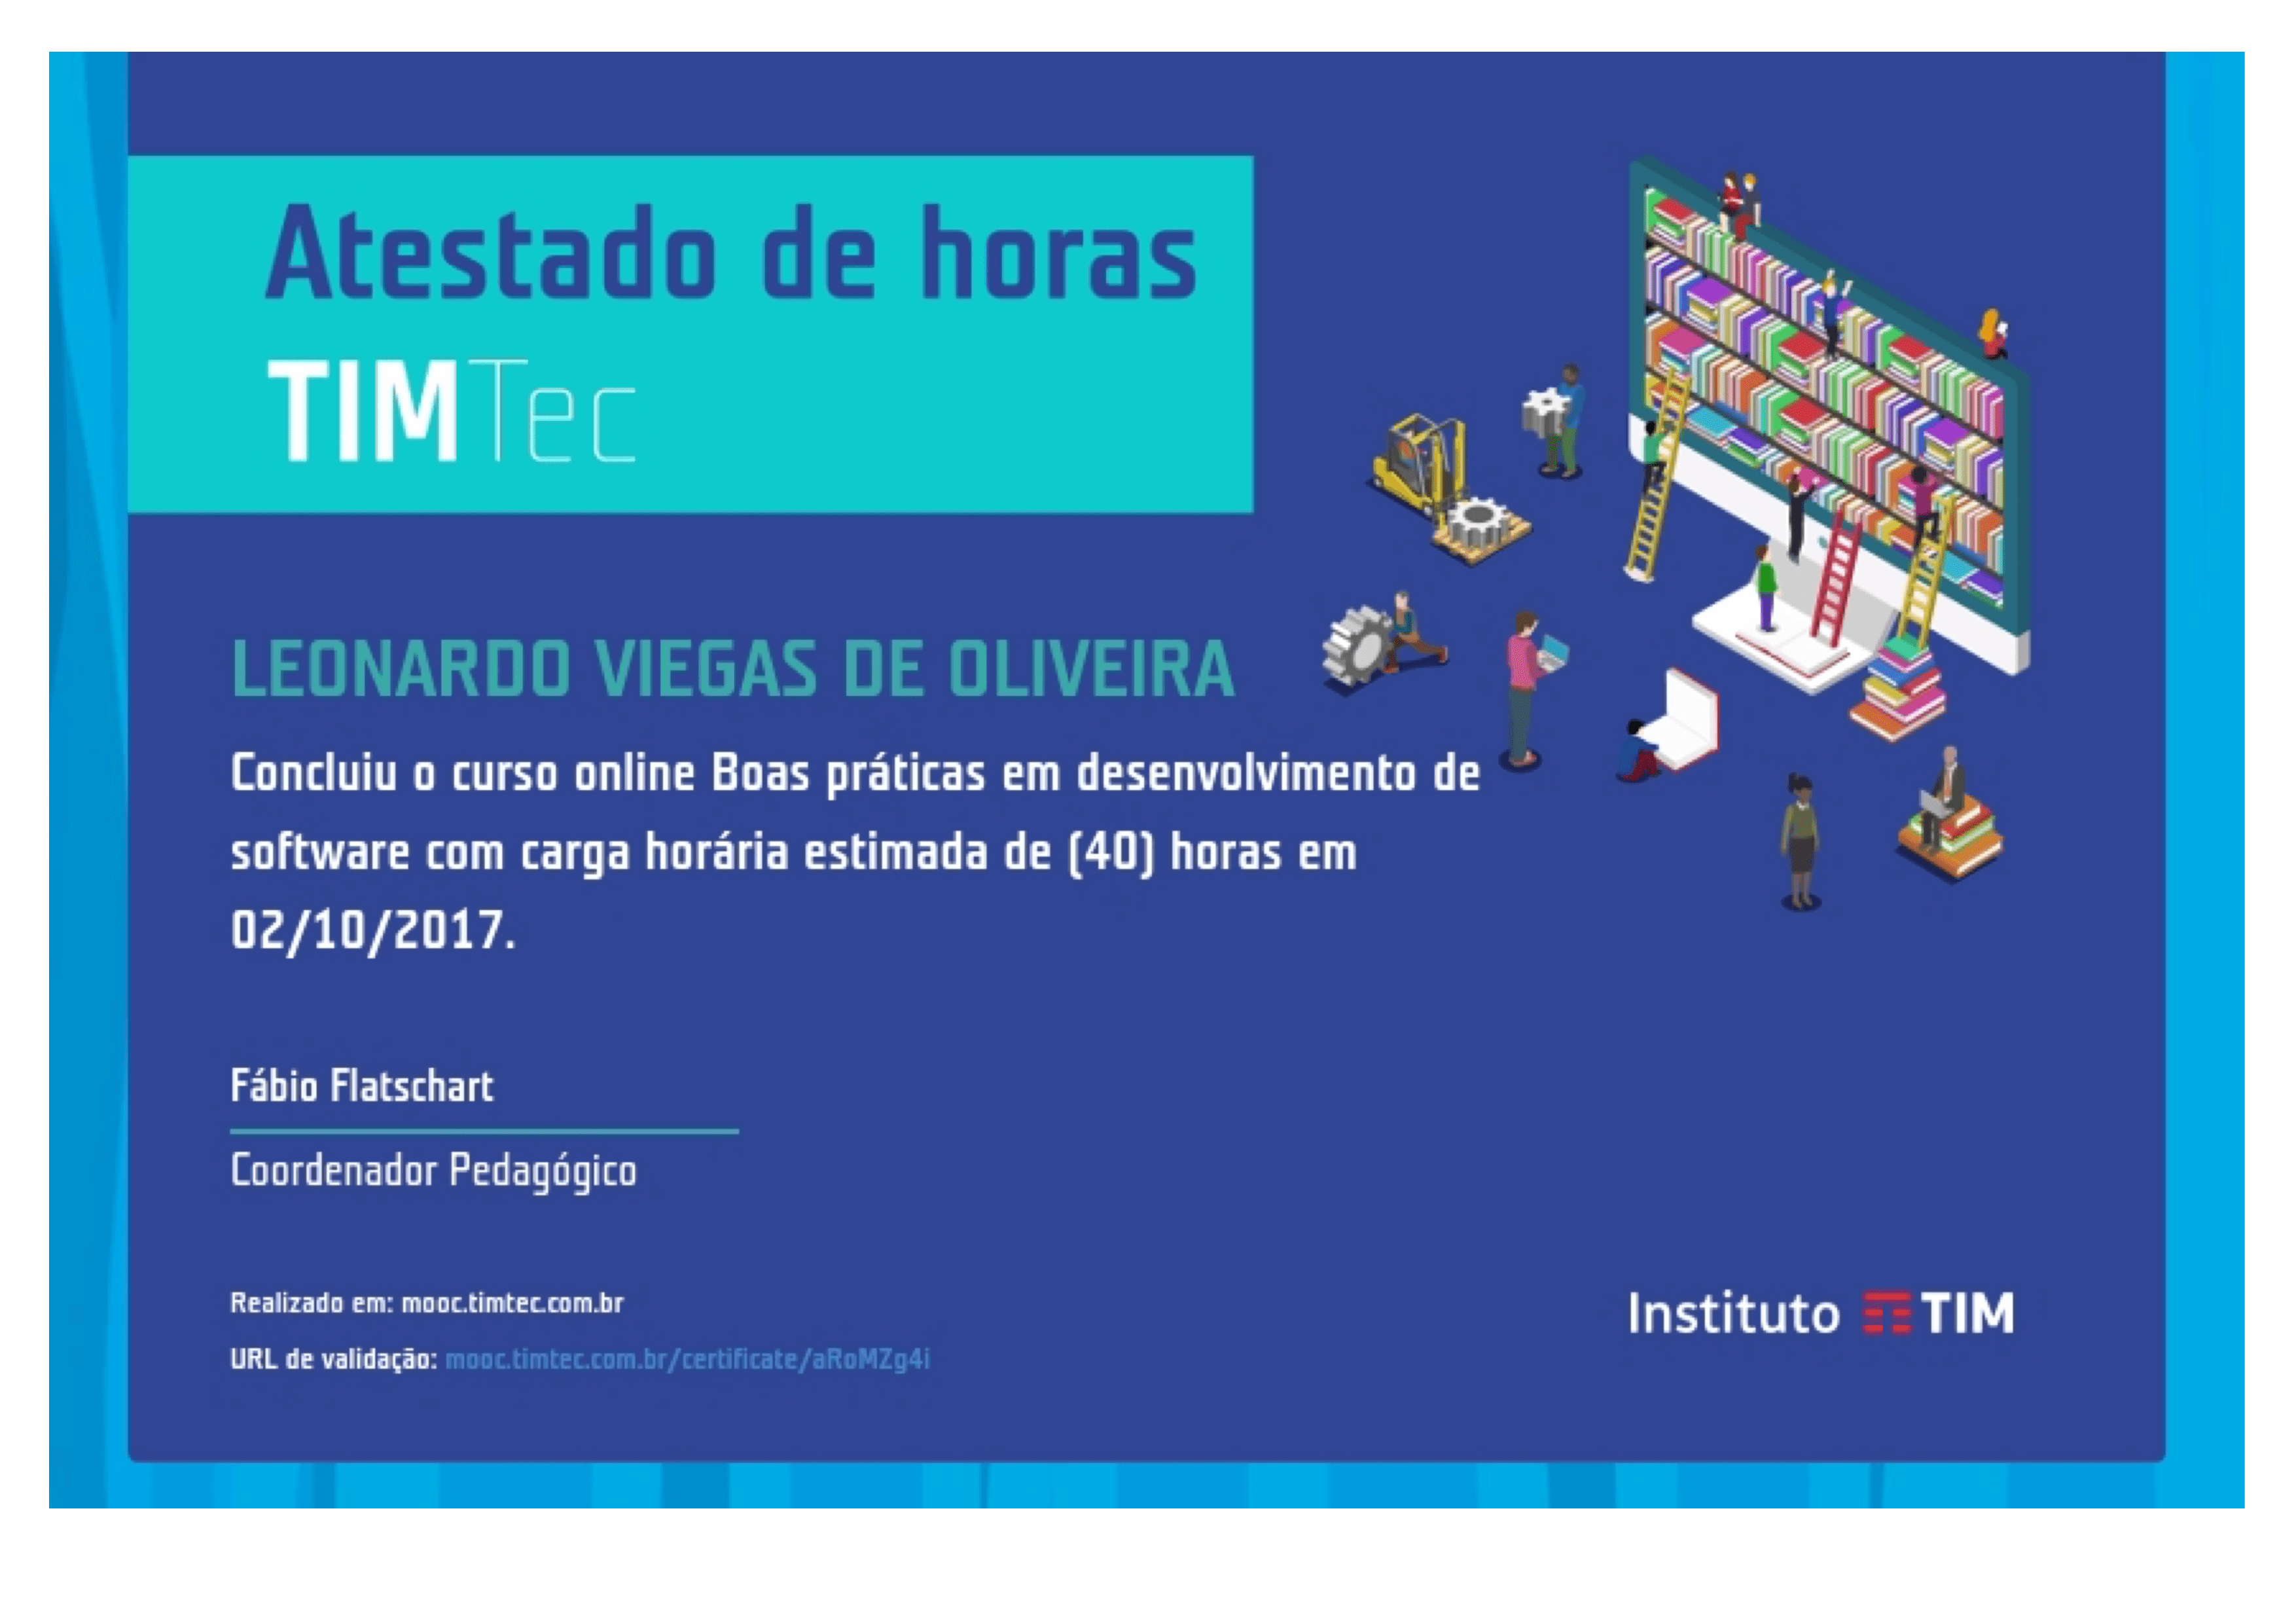 Atestado de horas
TIMTec
LEONARDO VIEGAS DE OLIVEIRA
Concluiu o curso online Boas práticas em desenvolvimento de
software com carga horária estimada de (40) horas em
02/10/2017.
Fábio Flatschart
Coordenador Pedagógico
Realizado em: mooc.timtec.com.br
URL de validação: mooc.timtec.com.br/certificate/aRoMZg4i
Instituto TIM